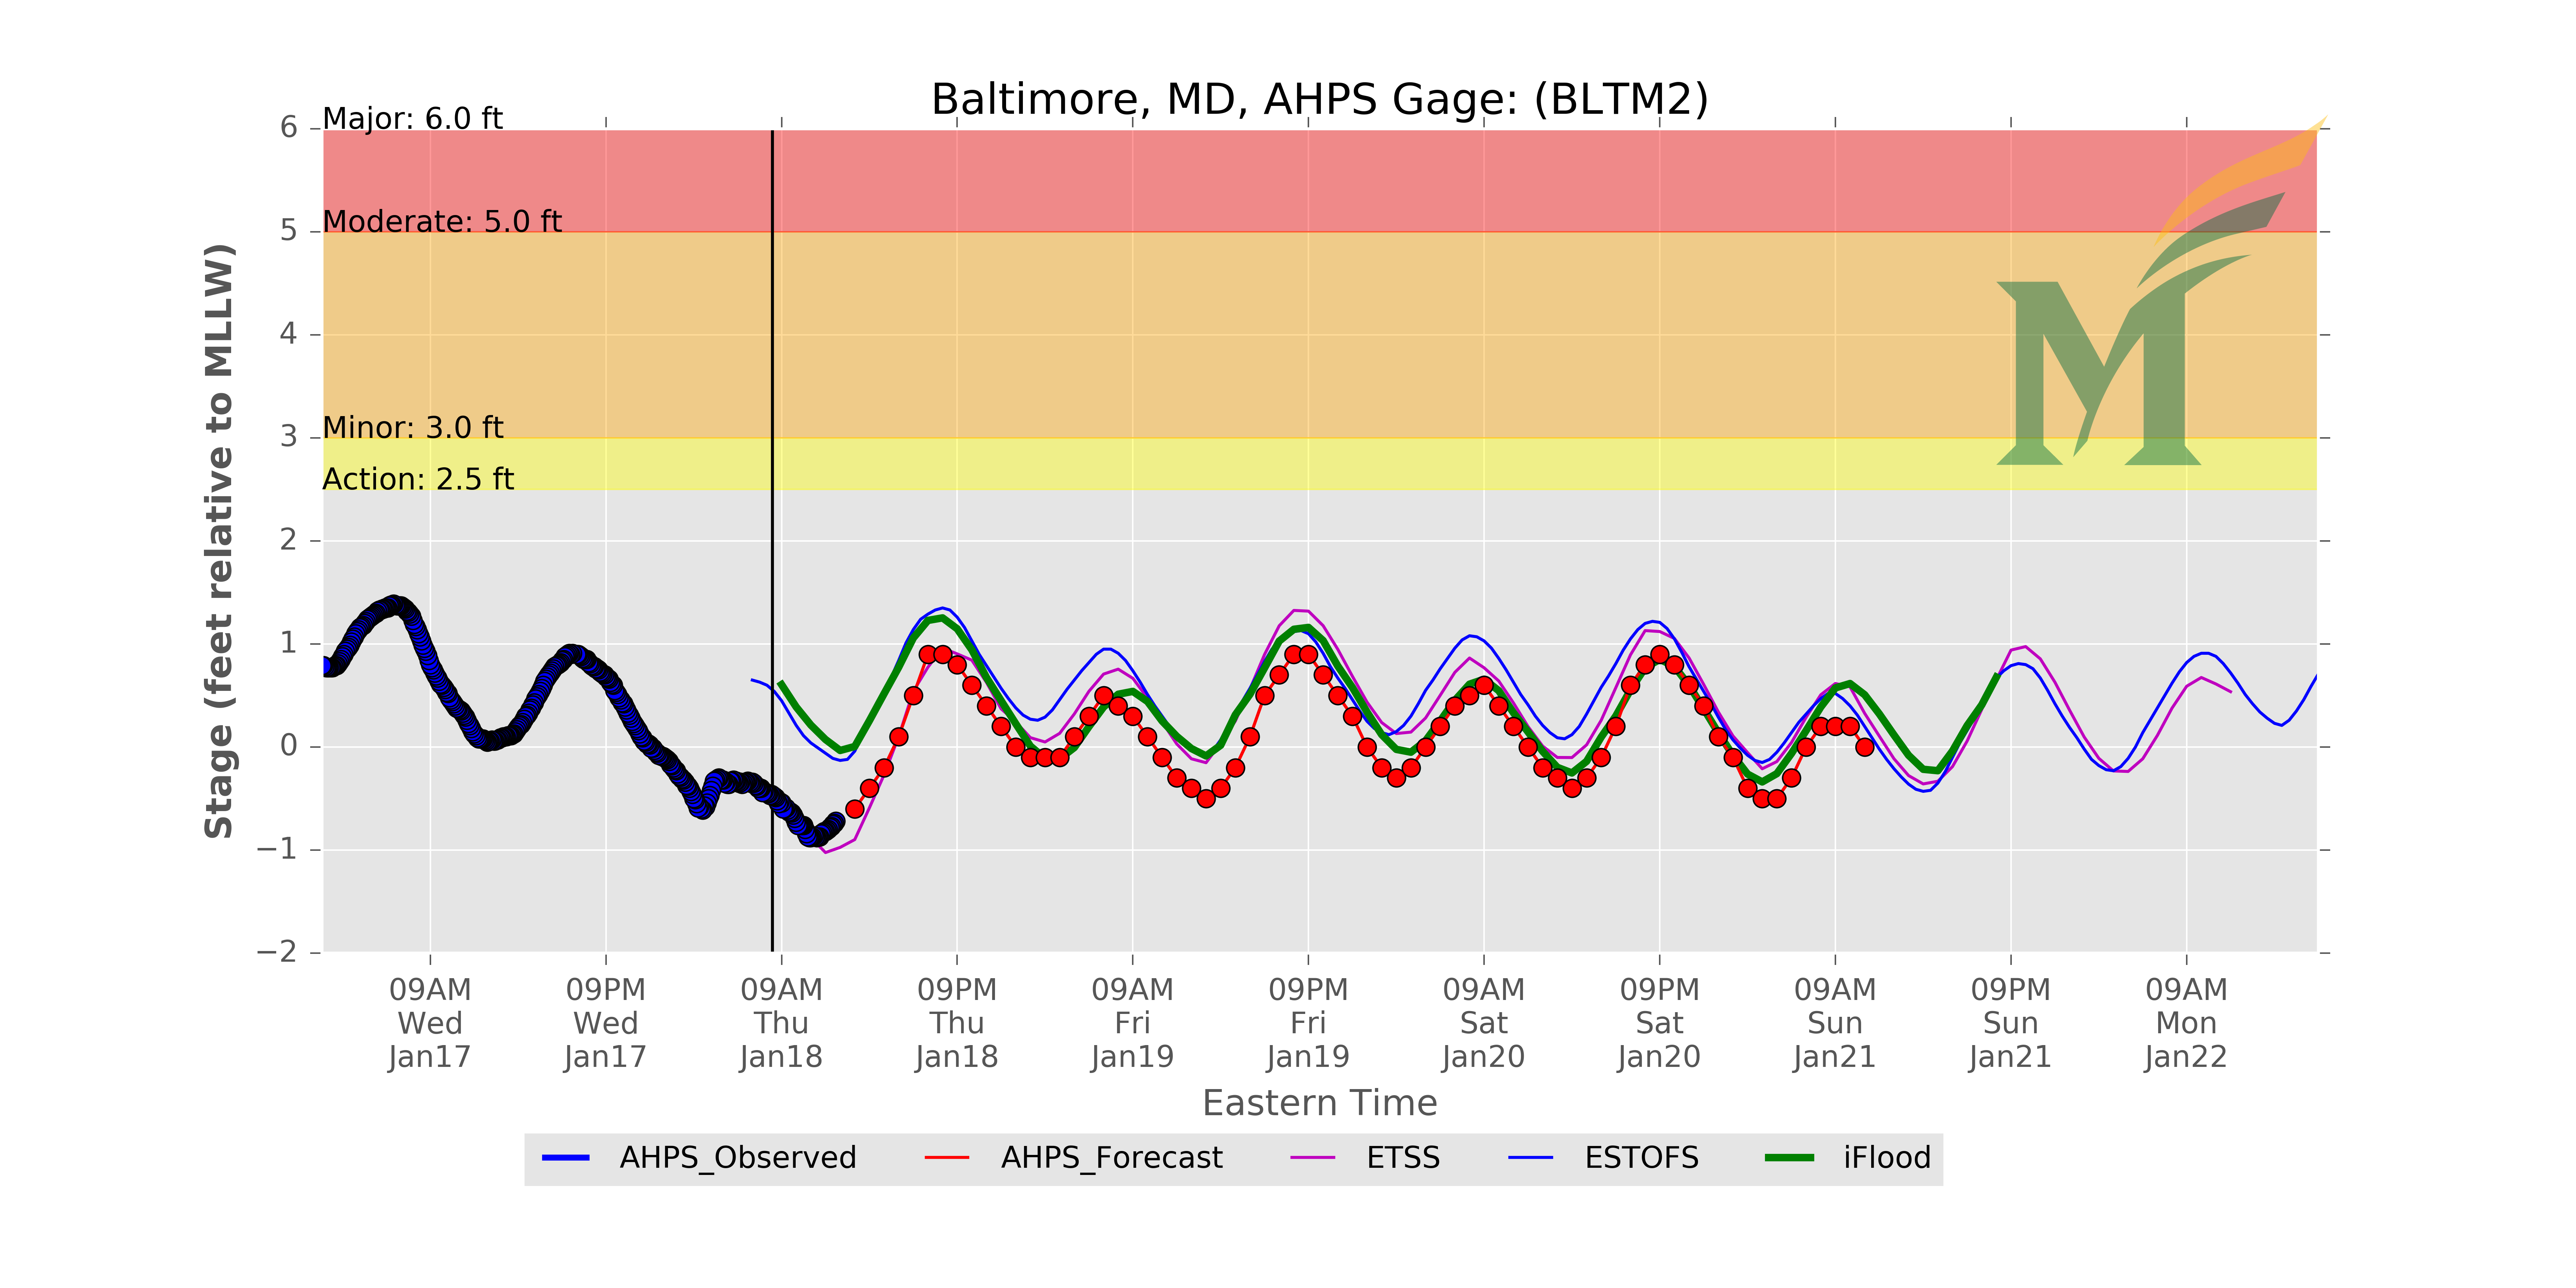 Baltimore, MD, AHPS Gage: (BLTM2)
Major: 6.0 ft
Moderate: 5.0 ft
Minor: 3.0 ft
Action: 2.5 ft
6
5
4
3
2
1
0
−1
−2
Stage (feet relative to MLLW)
09AM 09PM 09AM 09PM 09AM 09PM 09AM 09PM 09AM 09PM 09AM
Wed Wed Thu Thu Fri Fri Sat Sat Sun Sun Mon
Jan17 Jan17 Jan18 Jan18 Jan19 Jan19 Jan20 Jan20 Jan21 Jan21 Jan22
Eastern Time
AHPS_Observed AHPS_Forecast ETSS ESTOFS iFlood
M